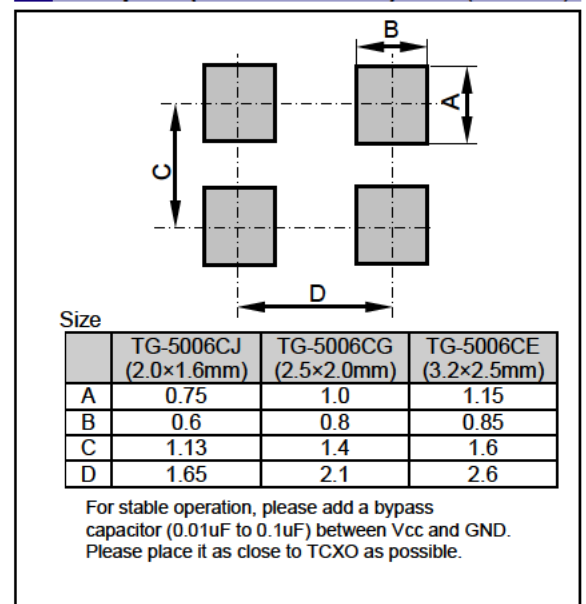 B
A
C
D
Size
TG-5006CJ TG-5006CG TG-5006CE
(2.0×1.6mm) (2.5×2.0mm) (3.2×2.5mm)
A 0.75 1.0 1.15
B 0.6 0.8 0.85
C 1.13 1.4 1.6
D 1.65 2.1 2.6
For stable operation, please add a bypass
capacitor (0.01uF to 0.1uF) between Vcc and GND.
Please place it as close to TCXO as possible.